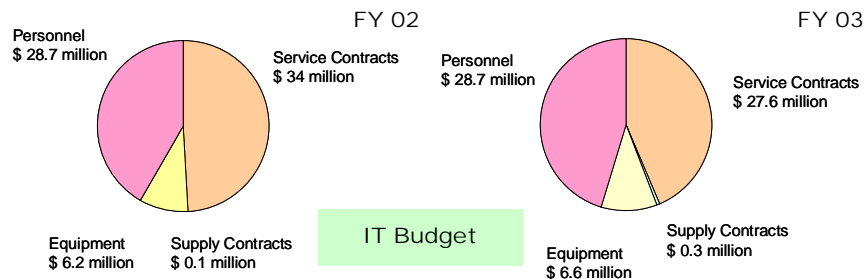 FY 02
Personnel
$ 28.7 million
Service Contracts
$ 34 million
Equipment
$ 6.2 million
Supply Contracts
$ 0.1 million
IT Budget
FY 03
Personnel
$ 28.7 million
Service Contracts
$ 27.6 million
Supply Contracts
$ 0.3 million
Equipment
$ 6.6 million